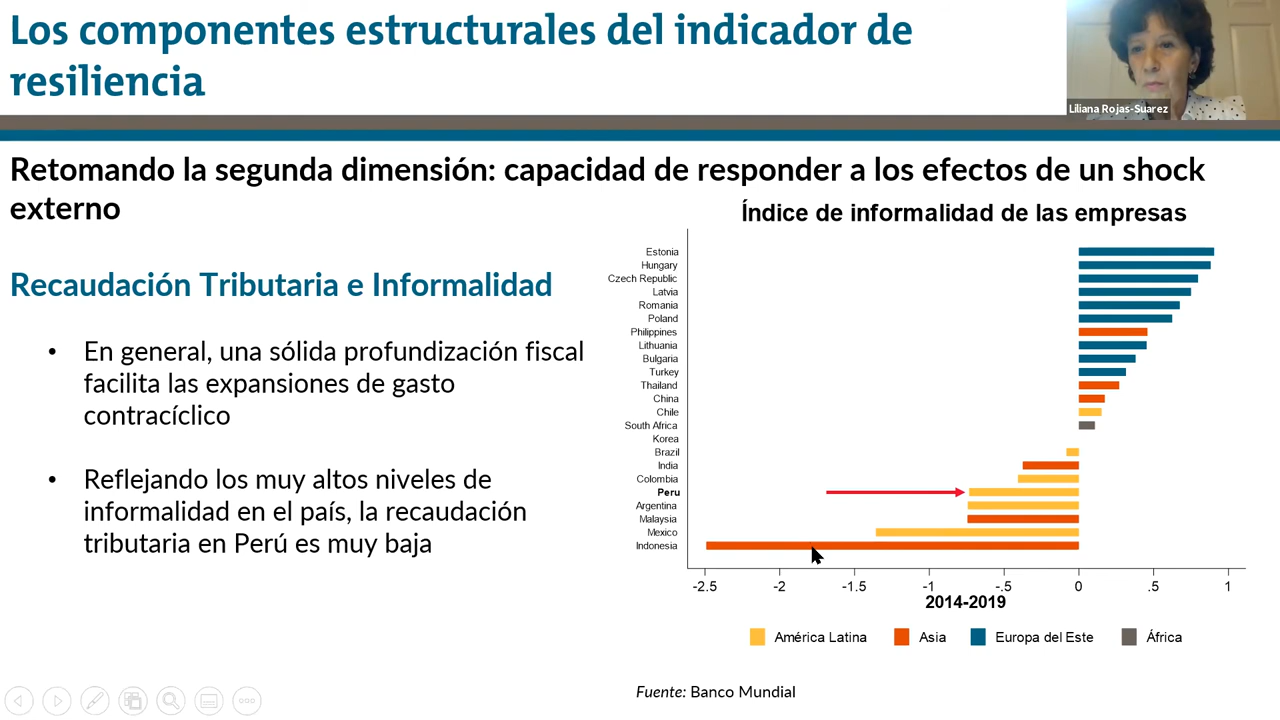 Los componentes estructurales del indicador de
resiliencia
Liliana Rojas-Suarez
Retomando la segunda dimensión: capacidad de responder a los efectos de un shock
externo
Recaudación Tributaria e Informalidad
• En general, una sólida profundización fiscal
facilita las expansiones de gasto
contracíclico
• Reflejando los muy altos niveles de
informalidad en el país, la recaudación
tributaria en Perú es muy baja
Índice de informalidad de las empresas
Estonia
Hungary
Czech Republic
Latvia
Romania
Poland
Philippines
Lithuania
Bulgaria
Turkey
Thailand
China
Chile
South Africa
Korea
Brazil
India
Colombia
Peru
Argentina
Malaysia
Mexico
Indonesia
-2.5 -2 -1.5 -1 -.5 0 .5 1
2014-2019
América Latina Asia Europa del Este África
Fuente: Banco Mundial